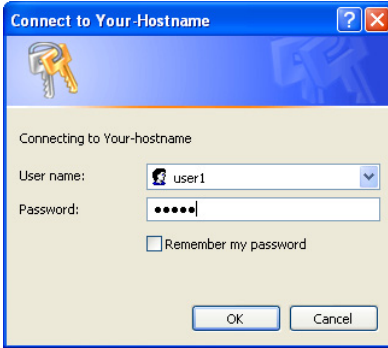 Connect to Your-Hostname
Connecting to Your-hostname
User name: user1
Password: •••••
Remember my password
OK Cancel